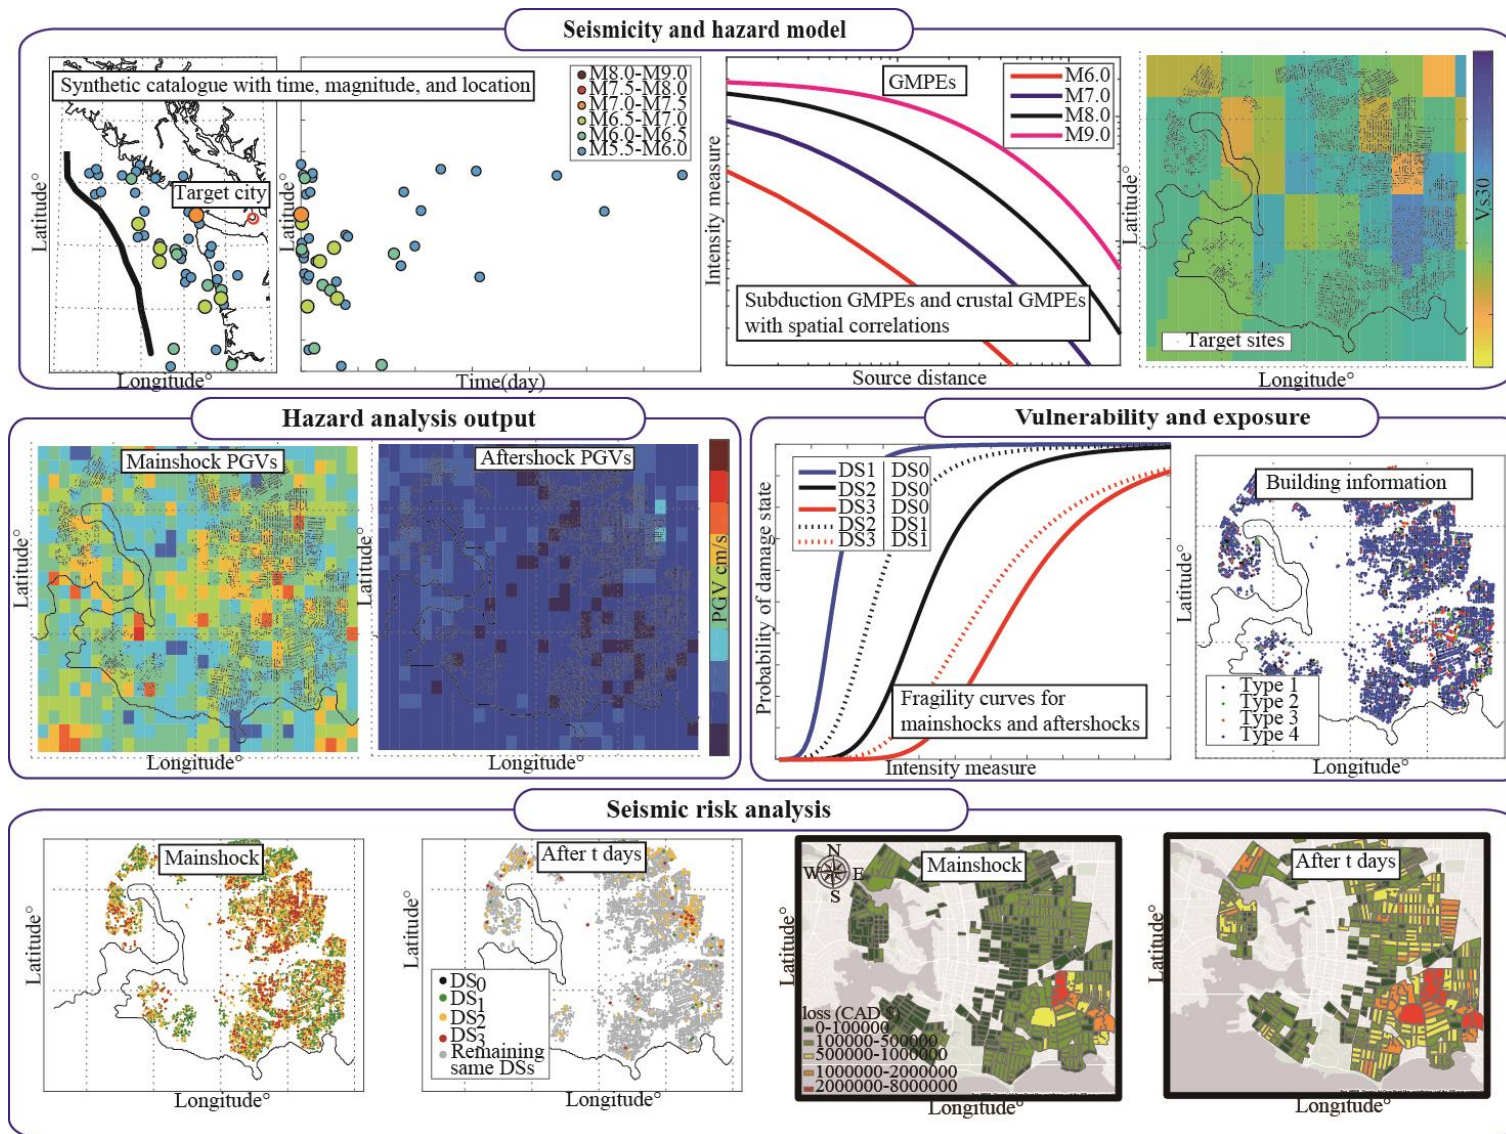 Seismicity and hazard model
Synthetic catalogue with time, magnitude, and location
M8.0-M9.0
M7.5-M8.0
M7.0-M7.5
M6.5-M7.0
M6.0-M6.5
M5.5-M6.0
Target city
Latitude°
Longitude°
Latitude°
Time(day)
GMPEs
M6.0
M7.0
M8.0
M9.0
Intensity measure
Subduction GMPEs and crustal GMPEs
with spatial correlations
Source distance
Latitude°
Target sites
Longitude°
Vs30
Hazard analysis output
Mainshock PGVs
Latitude°
Longitude°
Aftershock PGVs
Latitude°
Longitude°
PGV cm/s
Vulnerability and exposure
DS1 DS0
DS2 DS0
DS3 DS0
DS2 DS1
DS3 DS1
Probability of damage state
Fragility curves for
mainshocks and aftershocks
Intensity measure
Building information
Latitude°
Type 1
Type 2
Type 3
Type 4
Longitude°
Seismic risk analysis
Mainshock
Latitude°
Longitude°
After t days
Latitude°
DS0
DS1
DS2
DS3
Remaining
same DSs
Longitude°
N
W E
S
Mainshock
Latitude°
loss (CAD $)
0-100000
100000-500000
500000-1000000
1000000-2000000
2000000-8000000
Longitude°
After t days
Latitude°
Longitude°